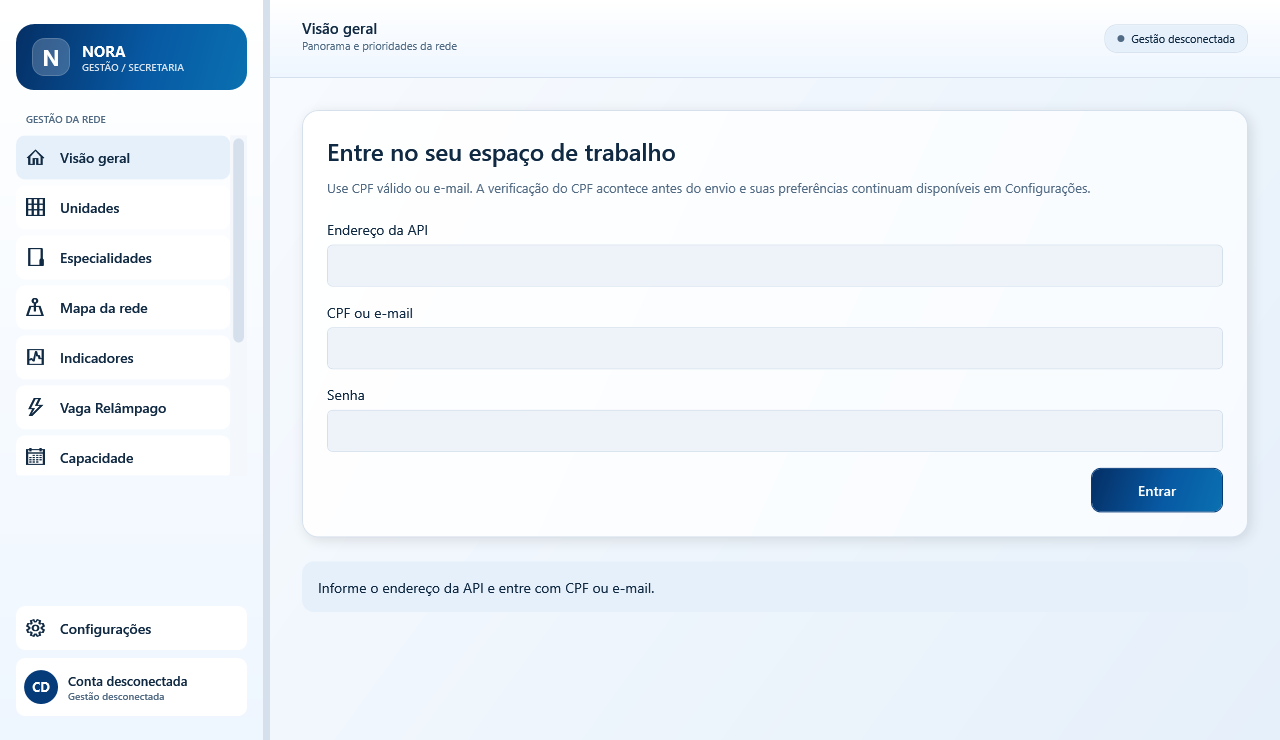 N
NORA
GESTÃO / SECRETARIA
GESTÃO DA REDE
Visão geral
Unidades
Especialidades
Mapa da rede
Indicadores
Vaga Relâmpago
Capacidade
Configurações
CD
Conta desconectada
Gestão desconectada
Visão geral
Panorama e prioridades da rede
Gestão desconectada
Entre no seu espaço de trabalho
Use CPF válido ou e-mail. A verificação do CPF acontece antes do envio e suas preferências continuam disponíveis em Configurações.
Endereço da API
CPF ou e-mail
Senha
Entrar
Informe o endereço da API e entre com CPF ou e-mail.